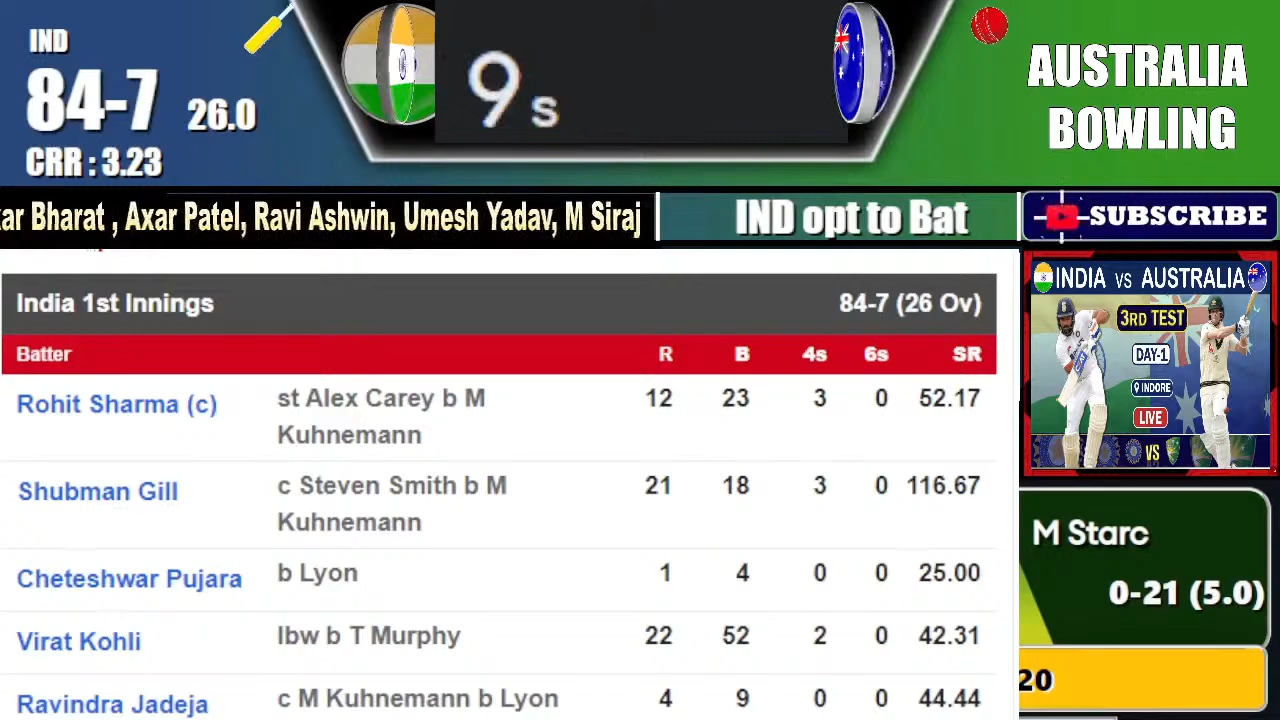 IND
84-7 26.0
CRR : 3.23
9 s
AUSTRALIA
BOWLING
Bharat , Axar Patel, Ravi Ashwin, Umesh Yadav, M Siraj
IND opt to Bat
SUBSCRIBE
India 1st Innings 84-7 (26 Ov)
Batter R B 4s 6s SR
Rohit Sharma (c) st Alex Carey b M Kuhnemann 12 23 3 0 52.17
Shubman Gill c Steven Smith b M Kuhnemann 21 18 3 0 116.67
Cheteshwar Pujara b Lyon 1 4 0 0 25.00
Virat Kohli lbw b T Murphy 22 52 2 0 42.31
Ravindra Jadeja c M Kuhnemann b Lyon 4 9 0 0 44.44
INDIA VS AUSTRALIA
3RD TEST
DAY-1
INDORE
LIVE
VS
M Starc
0-21 (5.0)
20